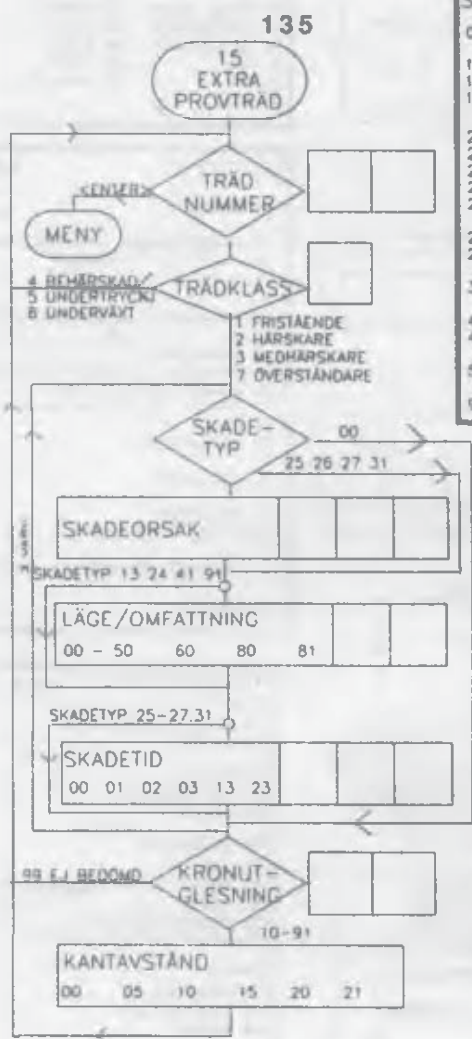 135
15
EXTRA
PROVTRÄD
TRÄD
NUMMER
<ENTER>
MENY
TRÄDKLASS
4 BEHÄRSKAD/
5 UNDERTRYCKT
8 UNDERVÄXT
1 FRISTÅENDE
2 HÄRSKARE
3 MEDHÄRSKARE
7 ÖVERSTÅNDARE
SKADE-
TYP
00
25 26 27 31
SKADEORSAK
SKADETYP 13 24 41 91
LÄGE/OMFATTNING
00 - 50 60 80 81
SKADETYP 25-27.31
SKADETID
00 01 02 03 13 23
99 EJ BEDÖMD
KRONUT-
GLESNING
10-91
KANTAVSTÅND
00 05 10 15 20 21